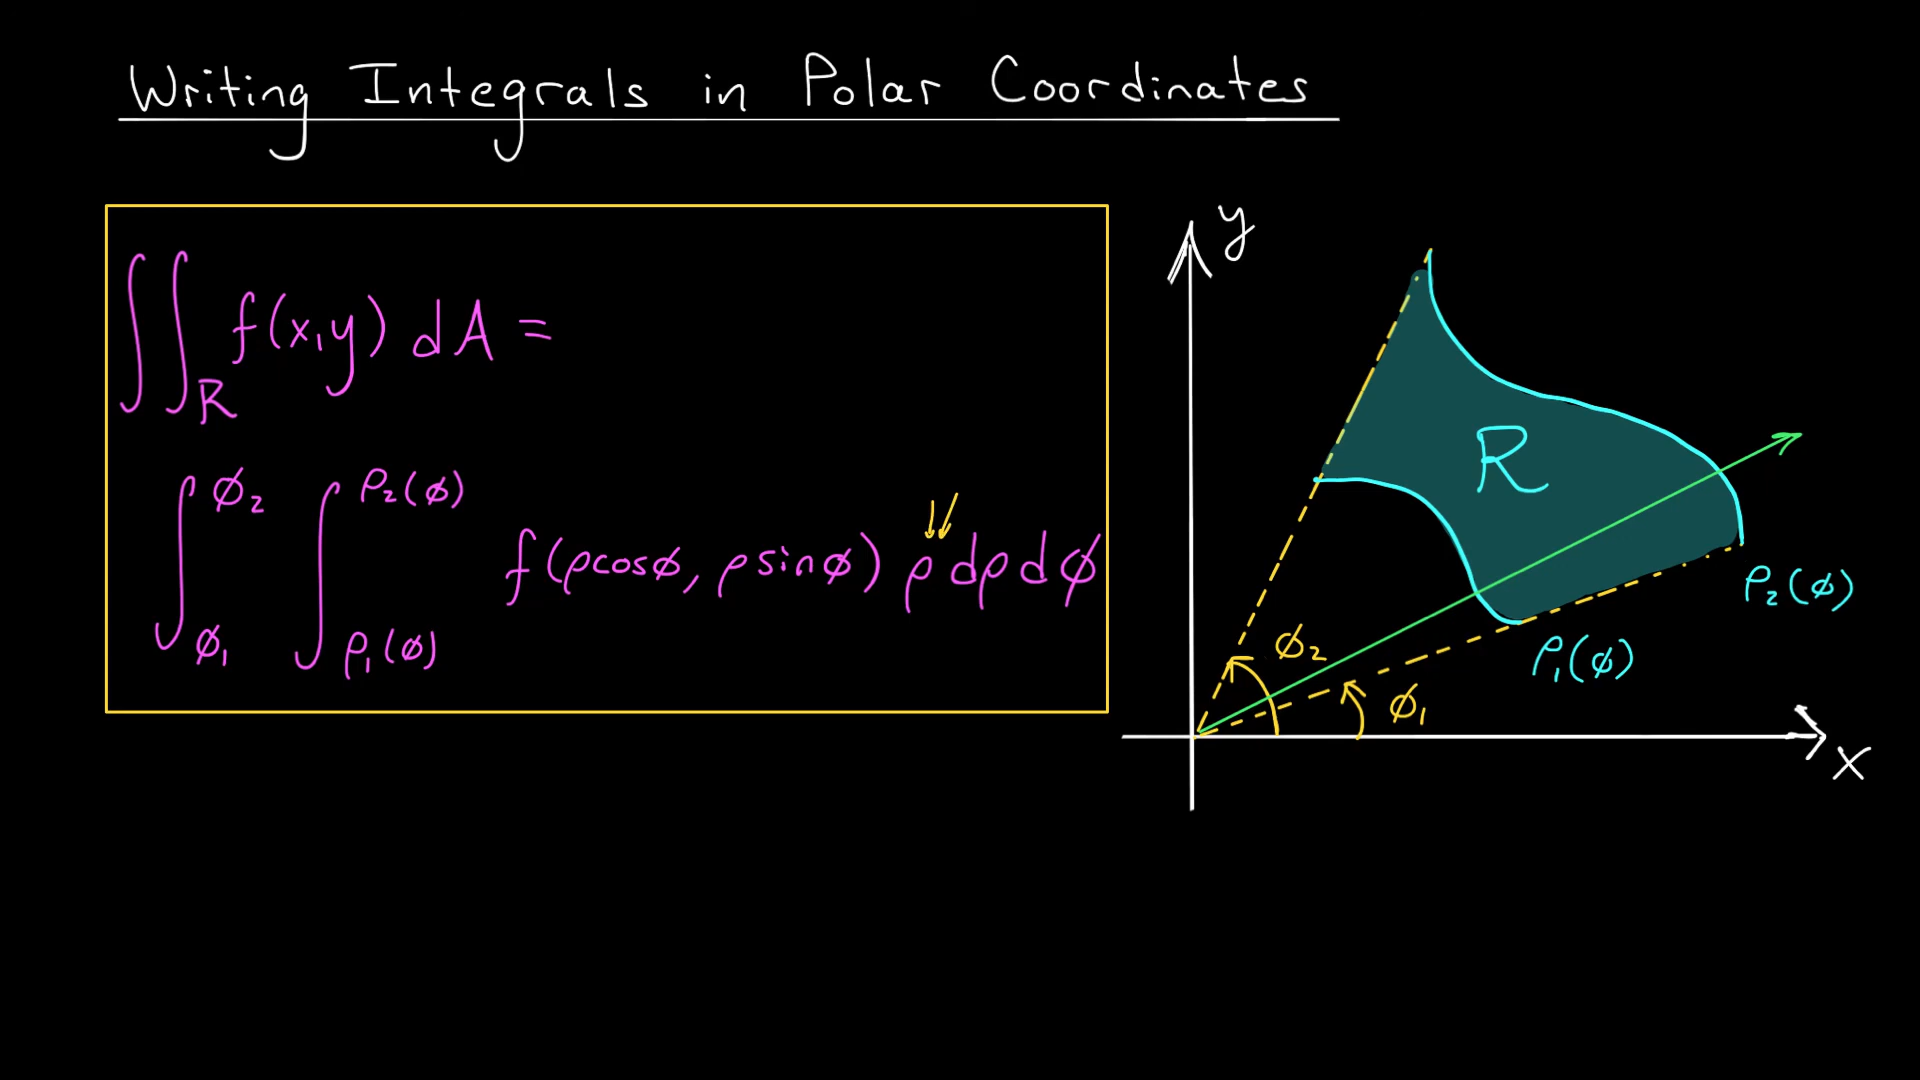 Writing Integrals in Polar Coordinates
∬_R f(x,y) dA =
∫_{ϕ₁}^{ϕ₂} ∫_{ρ₁(ϕ)}^{ρ₂(ϕ)} f(ρcosϕ, ρsinϕ) ρ dρ dϕ
y
R
ρ₂(ϕ)
ϕ₂
ρ₁(ϕ)
ϕ₁
x